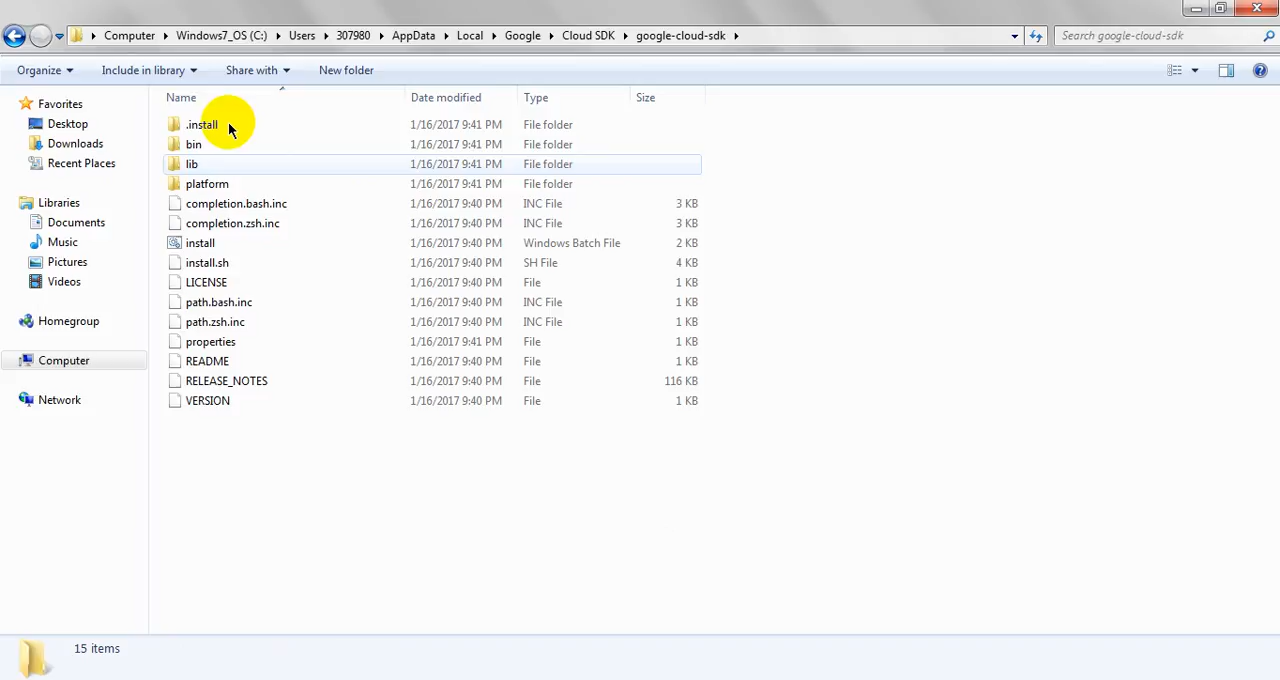 Computer Windows7_OS (C:) Users 307980 AppData Local Google Cloud SDK google-cloud-sdk Search google-cloud-sdk
Organize Include in library Share with New folder
Favorites
Desktop
Downloads
Recent Places
Libraries
Documents
Music
Pictures
Videos
Homegroup
Computer
Network
Name Date modified Type Size
.install 1/16/2017 9:41 PM File folder
bin 1/16/2017 9:41 PM File folder
lib 1/16/2017 9:41 PM File folder
platform 1/16/2017 9:41 PM File folder
completion.bash.inc 1/16/2017 9:40 PM INC File 3 KB
completion.zsh.inc 1/16/2017 9:40 PM INC File 3 KB
install 1/16/2017 9:40 PM Windows Batch File 2 KB
install.sh 1/16/2017 9:40 PM SH File 4 KB
LICENSE 1/16/2017 9:40 PM File 1 KB
path.bash.inc 1/16/2017 9:40 PM INC File 1 KB
path.zsh.inc 1/16/2017 9:40 PM INC File 1 KB
properties 1/16/2017 9:41 PM File 1 KB
README 1/16/2017 9:40 PM File 1 KB
RELEASE_NOTES 1/16/2017 9:40 PM File 116 KB
VERSION 1/16/2017 9:40 PM File 1 KB
15 items